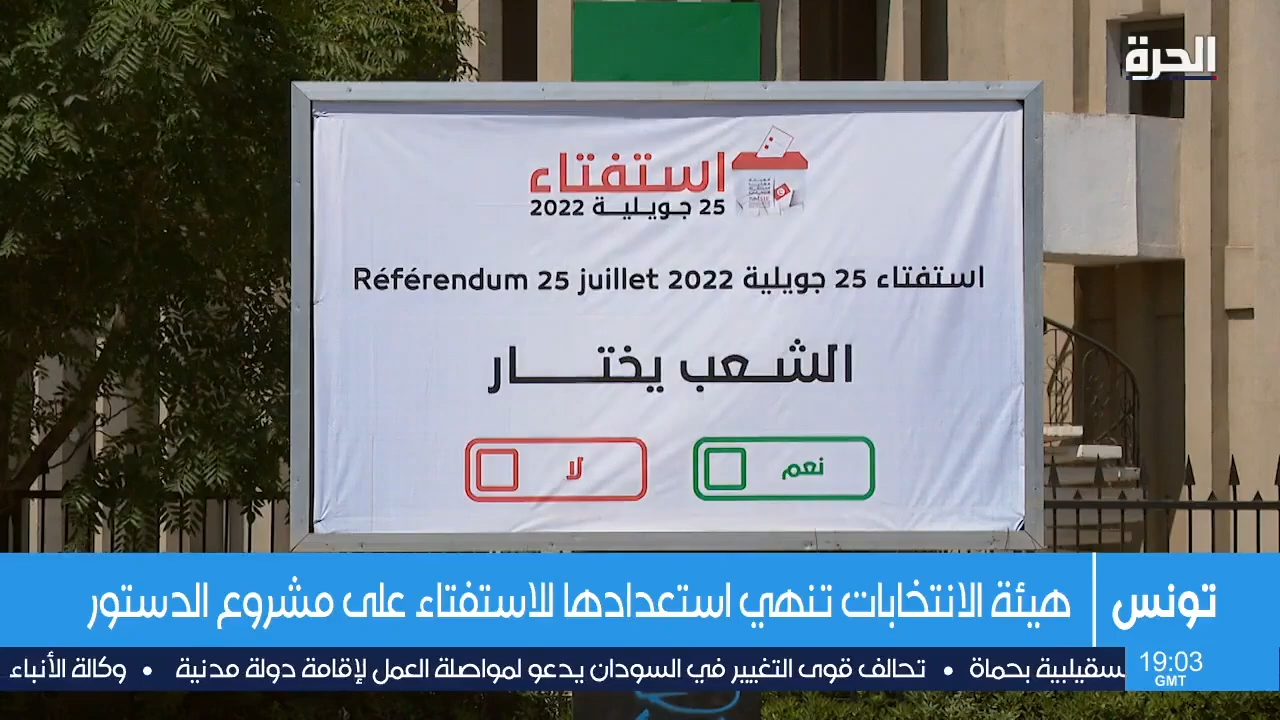 الحرة
استفتاء
25 جويلية 2022
استفتاء 25 جويلية Référendum 25 juillet 2022
الشعب يختار
نعم
لا
تونس
هيئة الانتخابات تنهي استعدادها للاستفتاء على مشروع الدستور
سقيلبية بحماة • تحالف قوى التغيير في السودان يدعو لمواصلة العمل لإقامة دولة مدنية • وكالة الأنباء
19:03
GMT